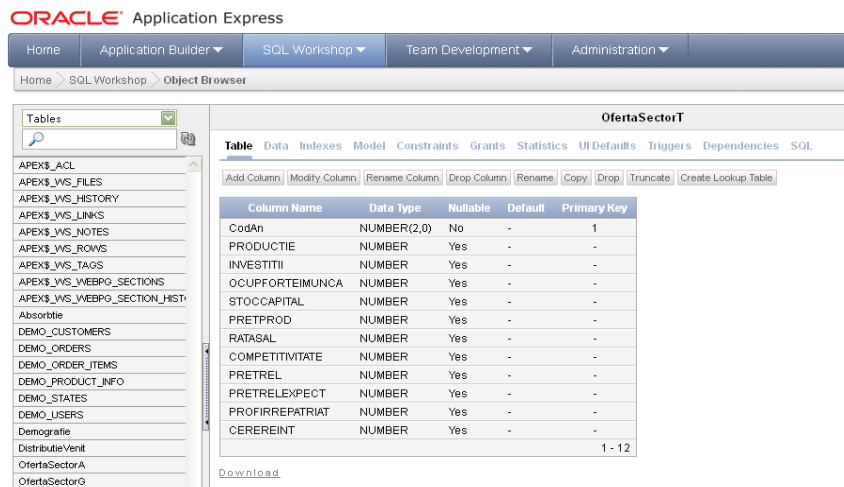 ORACLE Application Express
Home Application Builder SQL Workshop Team Development Administration
Home SQL Workshop Object Browser
Tables
APEX$_ACL
APEX$_WS_FILES
APEX$_WS_HISTORY
APEX$_WS_LINKS
APEX$_WS_NOTES
APEX$_WS_ROWS
APEX$_WS_TAGS
APEX$_WS_WEBPG_SECTIONS
APEX$_WS_WEBPG_SECTION_HIST
Absorbtie
DEMO_CUSTOMERS
DEMO_ORDERS
DEMO_ORDER_ITEMS
DEMO_PRODUCT_INFO
DEMO_STATES
DEMO_USERS
Demografie
DistributieVenit
OfertaSectorA
OfertaSectorG
OfertaSectorT
Table Data Indexes Model Constraints Grants Statistics UI Defaults Triggers Dependencies SQL
Add Column Modify Column Rename Column Drop Column Rename Copy Drop Truncate Create Lookup Table
Column Name Data Type Nullable Default Primary Key
CodAn NUMBER(2,0) No - 1
PRODUCTIE NUMBER Yes - -
INVESTITII NUMBER Yes - -
OCUPFORTEIMUNCA NUMBER Yes - -
STOCCAPITAL NUMBER Yes - -
PRETPROD NUMBER Yes - -
RATASAL NUMBER Yes - -
COMPETITIVITATE NUMBER Yes - -
PRETREL NUMBER Yes - -
PRETRELEXPECT NUMBER Yes - -
PROFIRREPATRIAT NUMBER Yes - -
CEREREINT NUMBER Yes - -
1 - 12
Download